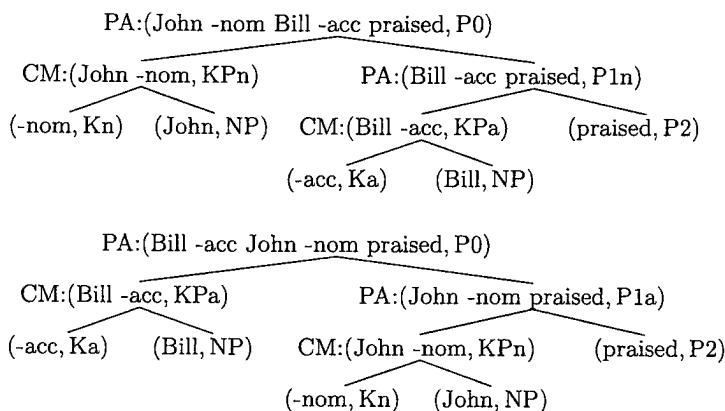 PA:(John -nom Bill -acc praised, P0)
CM:(John -nom, KPn) PA:(Bill -acc praised, P1n)
(-nom, Kn) (John, NP) CM:(Bill -acc, KPa) (praised, P2)
(-acc, Ka) (Bill, NP)
PA:(Bill -acc John -nom praised, P0)
CM:(Bill -acc, KPa) PA:(John -nom praised, P1a)
(-acc, Ka) (Bill, NP) CM:(John -nom, KPn) (praised, P2)
(-nom, Kn) (John, NP)